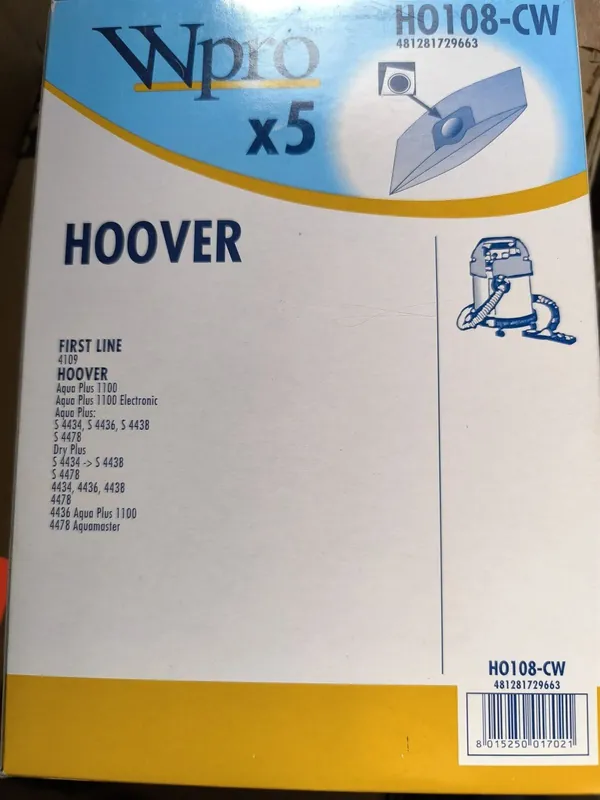 Wpro
HO108-CW
481281729663
x5
HOOVER
FIRST LINE
4109
HOOVER
Aqua Plus 1100
Aqua Plus 1100 Electronic
Aqua Plus:
S 4434, S 4436, S 4438
S 4478
Dry Plus
S 4434 -> S 4438
S 4478
4434, 4436, 4438
4478
4436 Aqua Plus 1100
4478 Aquamaster
HO108-CW
481281729663
8 015250 017021